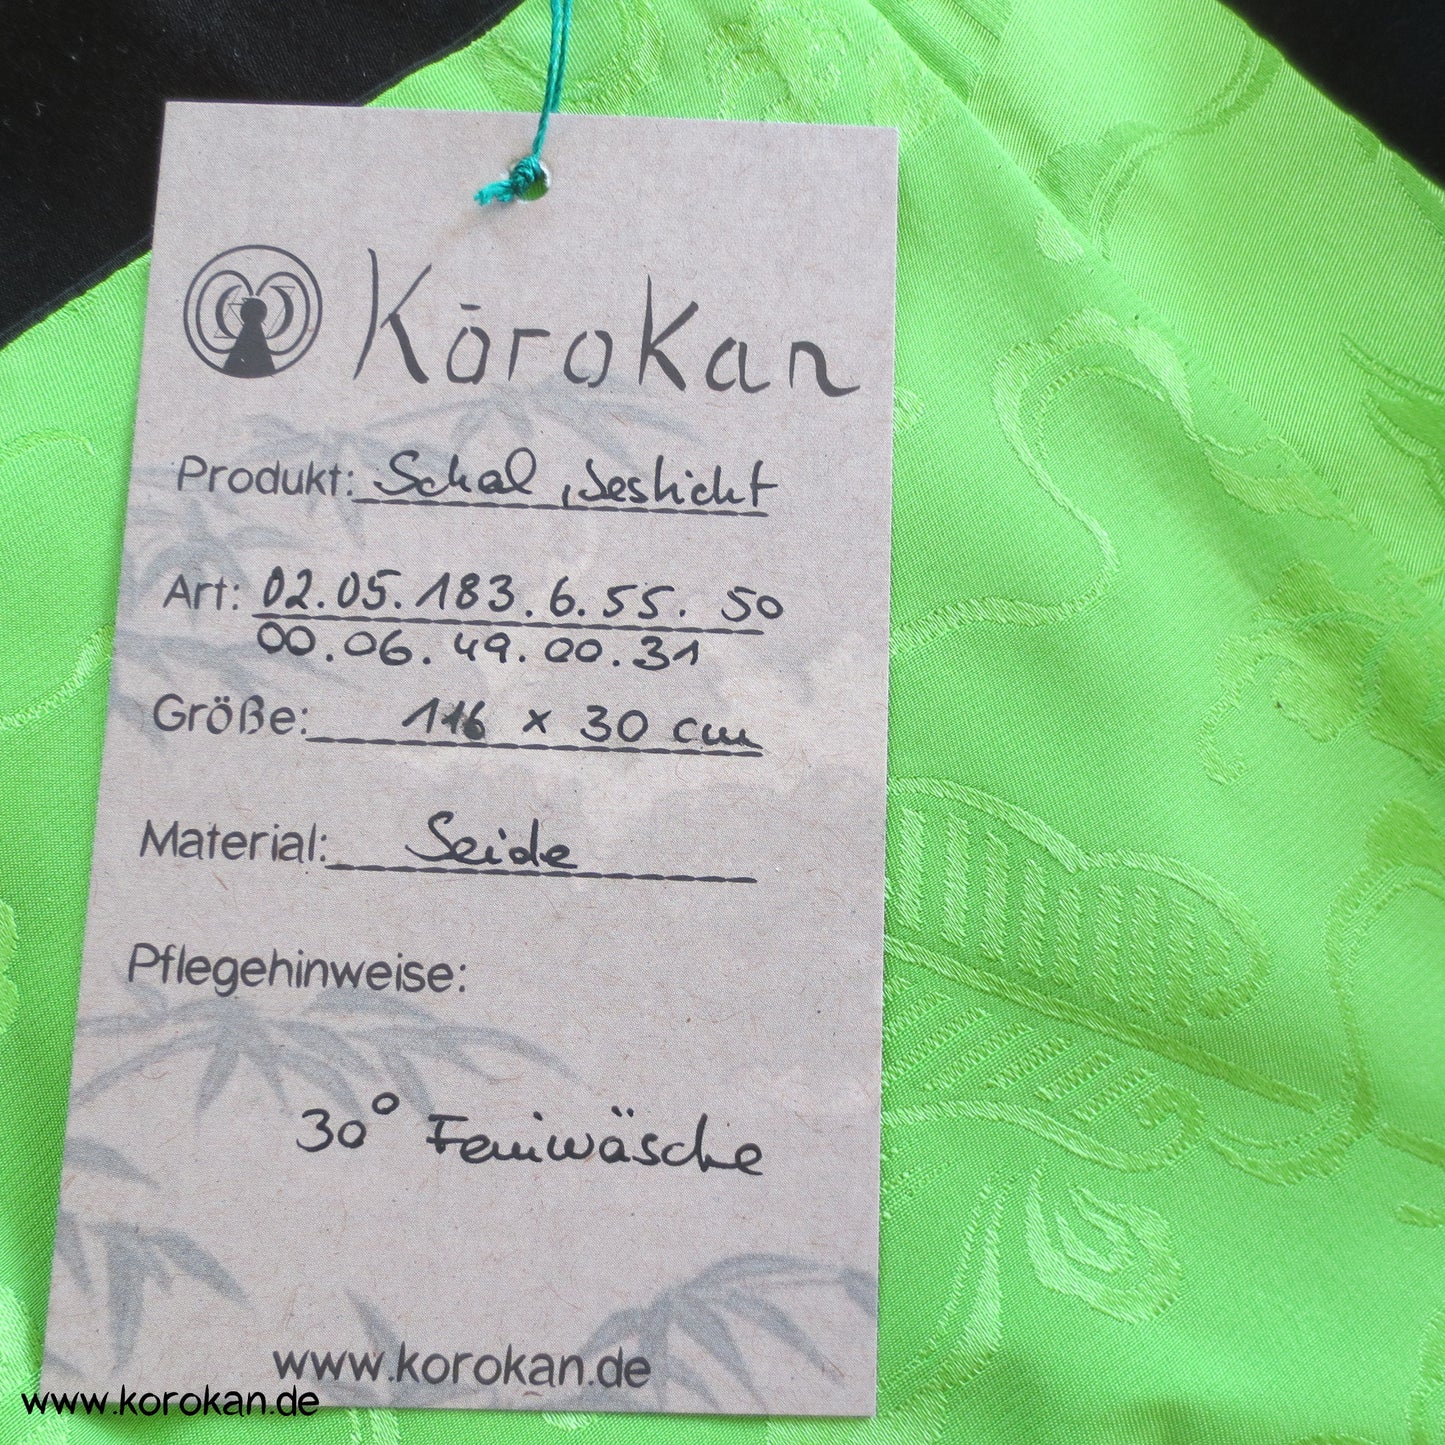 Kōrokan
Produkt: Schal, Seslicht
Art: 02.05.183.6.55. 50
00.06.49.00.31
Größe: 116 x 30 cm
Material: Seide
Pflegehinweise:
30° Feinwäsche
www.korokan.de
www.korokan.de